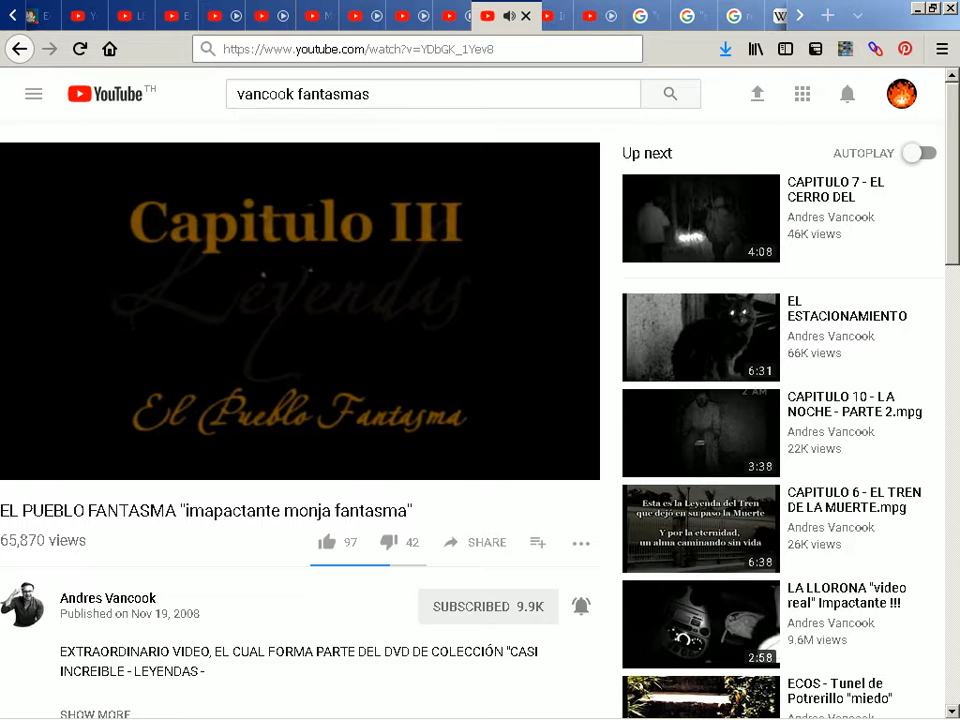 https://www.youtube.com/watch?v=YDbGK_1Yev8
YouTube TH
vancook fantasmas
Capitulo III
Leyendas
El Pueblo Fantasma
EL PUEBLO FANTASMA "imapactante monja fantasma"
65,870 views
97
42
SHARE
Andres Vancook
Published on Nov 19, 2008
SUBSCRIBED 9.9K
EXTRAORDINARIO VIDEO, EL CUAL FORMA PARTE DEL DVD DE COLECCIÓN "CASI
INCREIBLE - LEYENDAS -
SHOW MORE
Up next
AUTOPLAY
CAPITULO 7 - EL
CERRO DEL
Andres Vancook
46K views
4:08
EL
ESTACIONAMIENTO
Andres Vancook
66K views
6:31
CAPITULO 10 - LA
NOCHE - PARTE 2.mpg
Andres Vancook
22K views
2 AM
3:38
CAPITULO 6 - EL TREN
DE LA MUERTE.mpg
Andres Vancook
26K views
Esta es la Leyenda del Tren
que dejó en su paso la Muerte
Y por la eternidad,
un alma caminando sin vida
6:38
LA LLORONA "video
real" Impactante !!!
Andres Vancook
9.6M views
2:58
ECOS - Tunel de
Potrerillo "miedo"
Andres Vancook